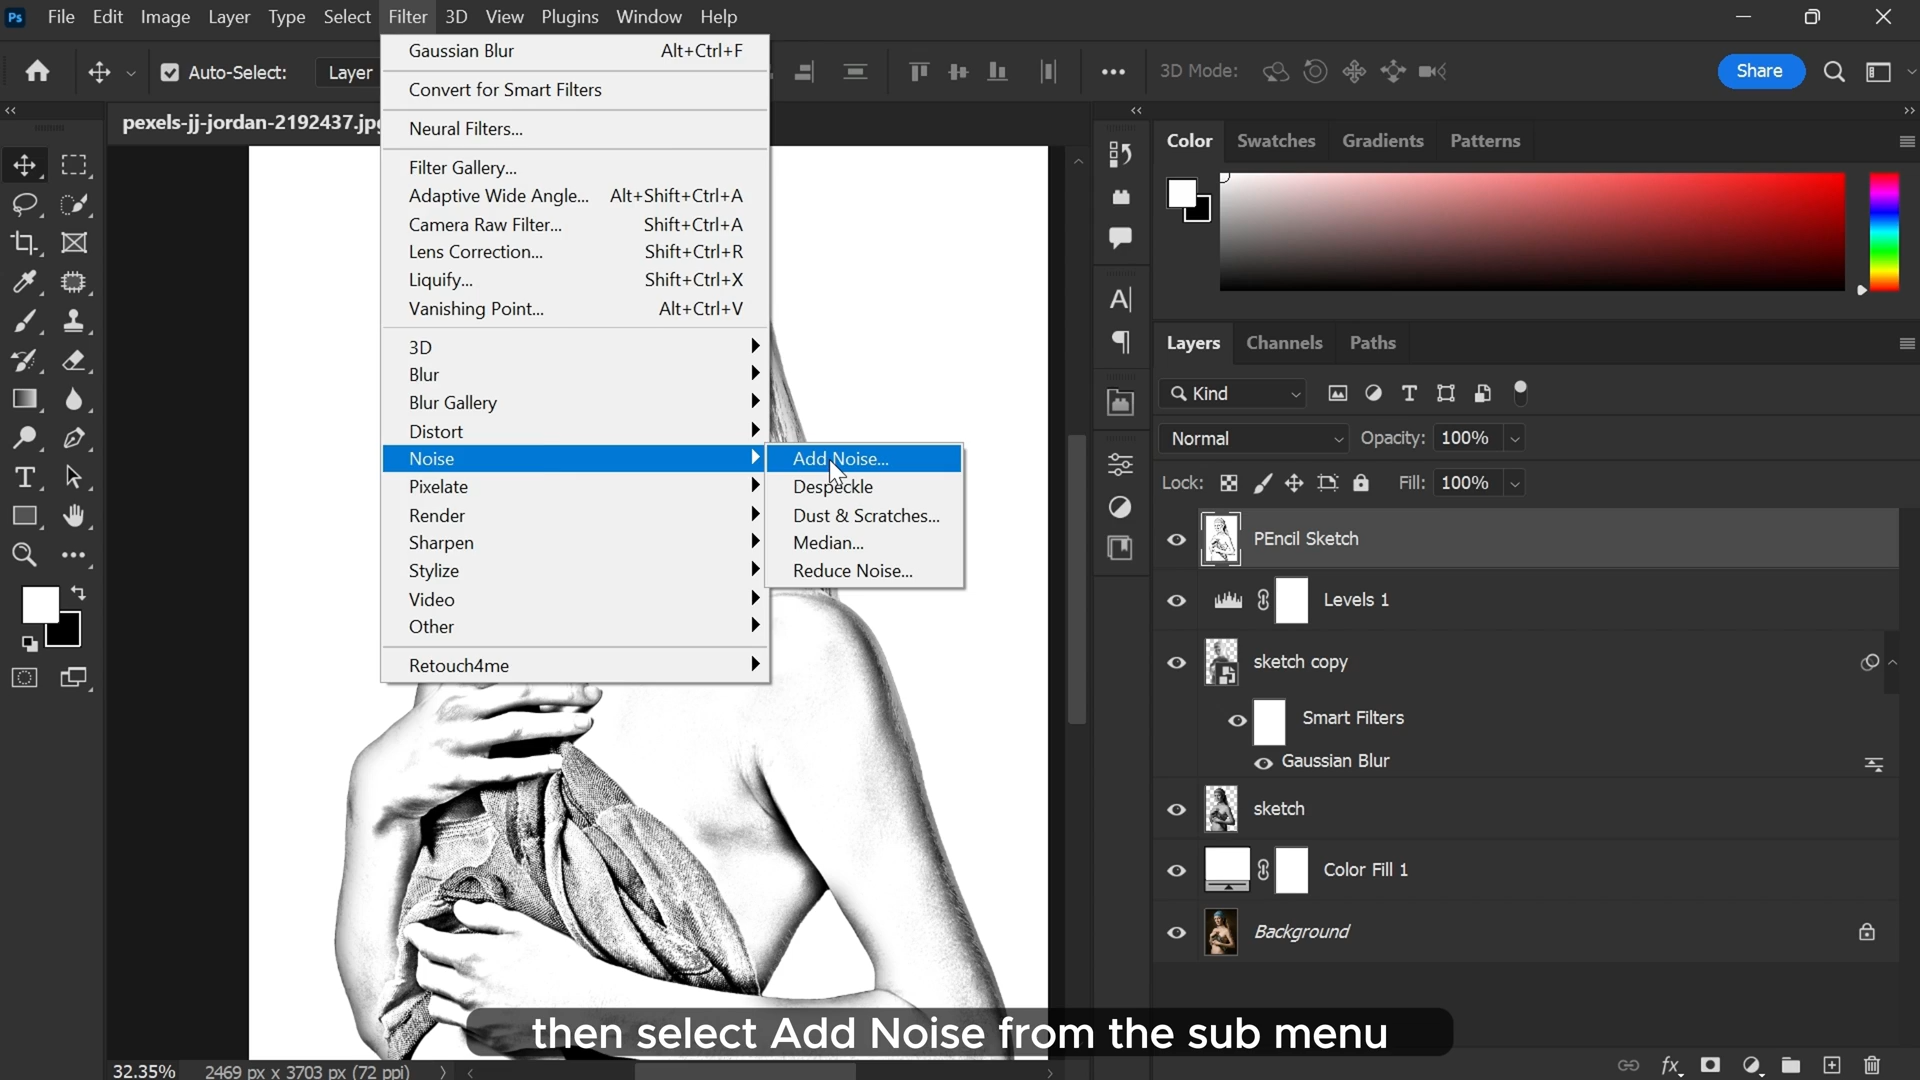 Ps File Edit Image Layer Type Select Filter 3D View Plugins Window Help
Auto-Select: Layer
3D Mode:
Share
pexels-jj-jordan-2192437.jpg
Gaussian Blur Alt+Ctrl+F
Convert for Smart Filters
Neural Filters...
Filter Gallery...
Adaptive Wide Angle... Alt+Shift+Ctrl+A
Camera Raw Filter... Shift+Ctrl+A
Lens Correction... Shift+Ctrl+R
Liquify... Shift+Ctrl+X
Vanishing Point... Alt+Ctrl+V
3D
Blur
Blur Gallery
Distort
Noise
Pixelate
Render
Sharpen
Stylize
Video
Other
Retouch4me
Add Noise...
Despeckle
Dust & Scratches...
Median...
Reduce Noise...
Color Swatches Gradients Patterns
Layers Channels Paths
Kind
Normal Opacity: 100%
Lock: Fill: 100%
PEncil Sketch
Levels 1
sketch copy
Smart Filters
Gaussian Blur
sketch
Color Fill 1
Background
then select Add Noise from the sub menu
32.35% 2469 px x 3703 px (72 ppi)